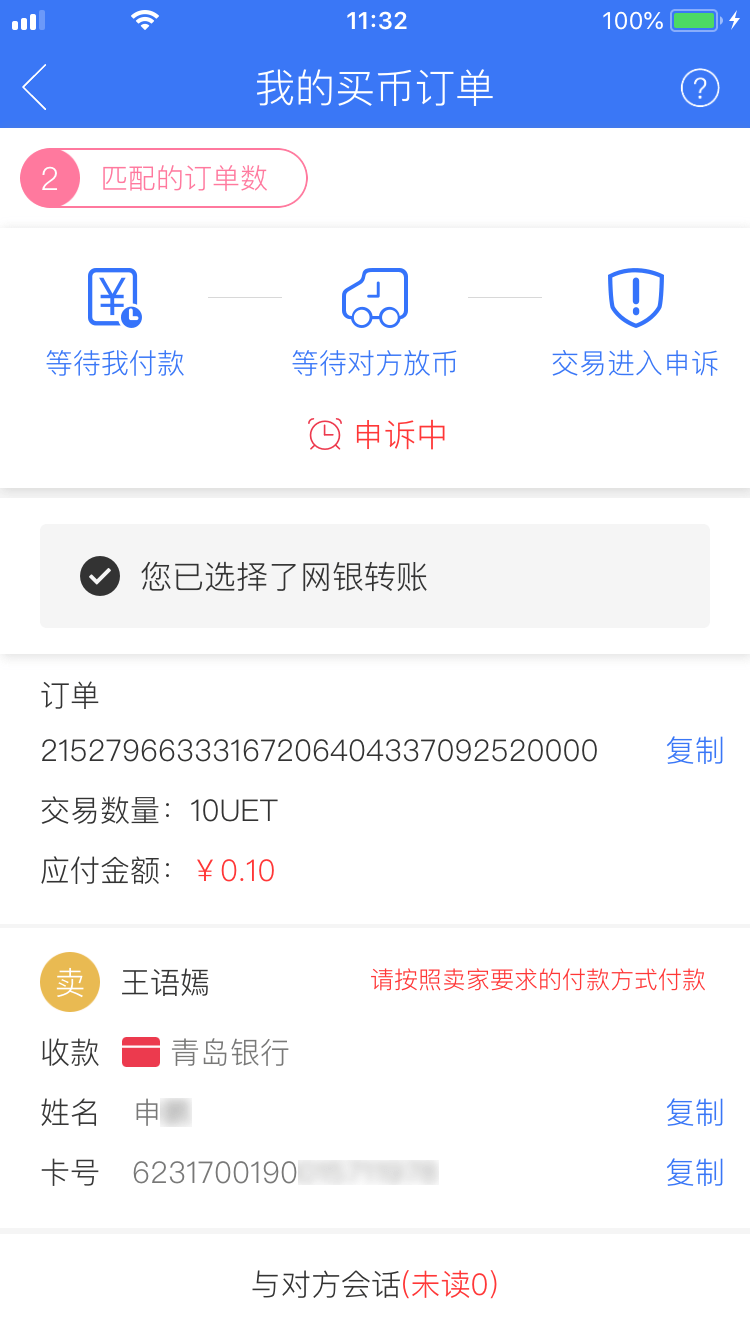 11:32 100%
我的买币订单 ?
2 匹配的订单数
等待我付款 等待对方放币 交易进入申诉
申诉中
您已选择了网银转账
订单
21527966333167206404337092520000 复制
交易数量: 10UET
应付金额: ¥0.10
卖 王语嫣 请按照卖家要求的付款方式付款
收款 青岛银行
姓名 申 复制
卡号 6231700190 复制
与对方会话(未读0)